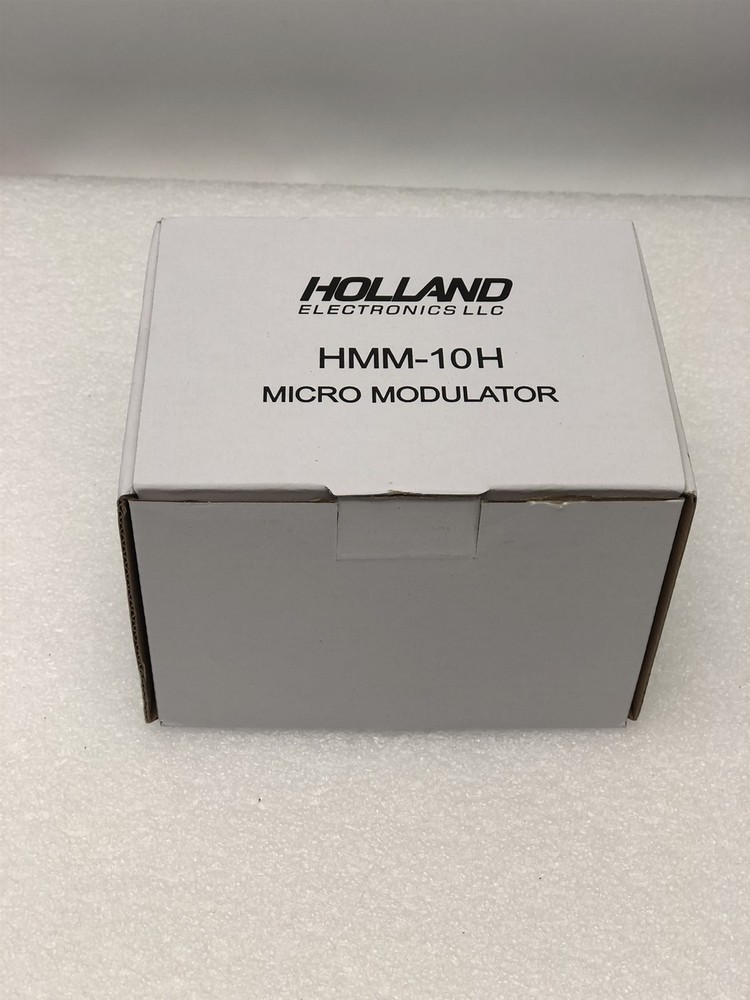 HOLLAND
ELECTRONICS LLC
HMM-10H
MICRO MODULATOR